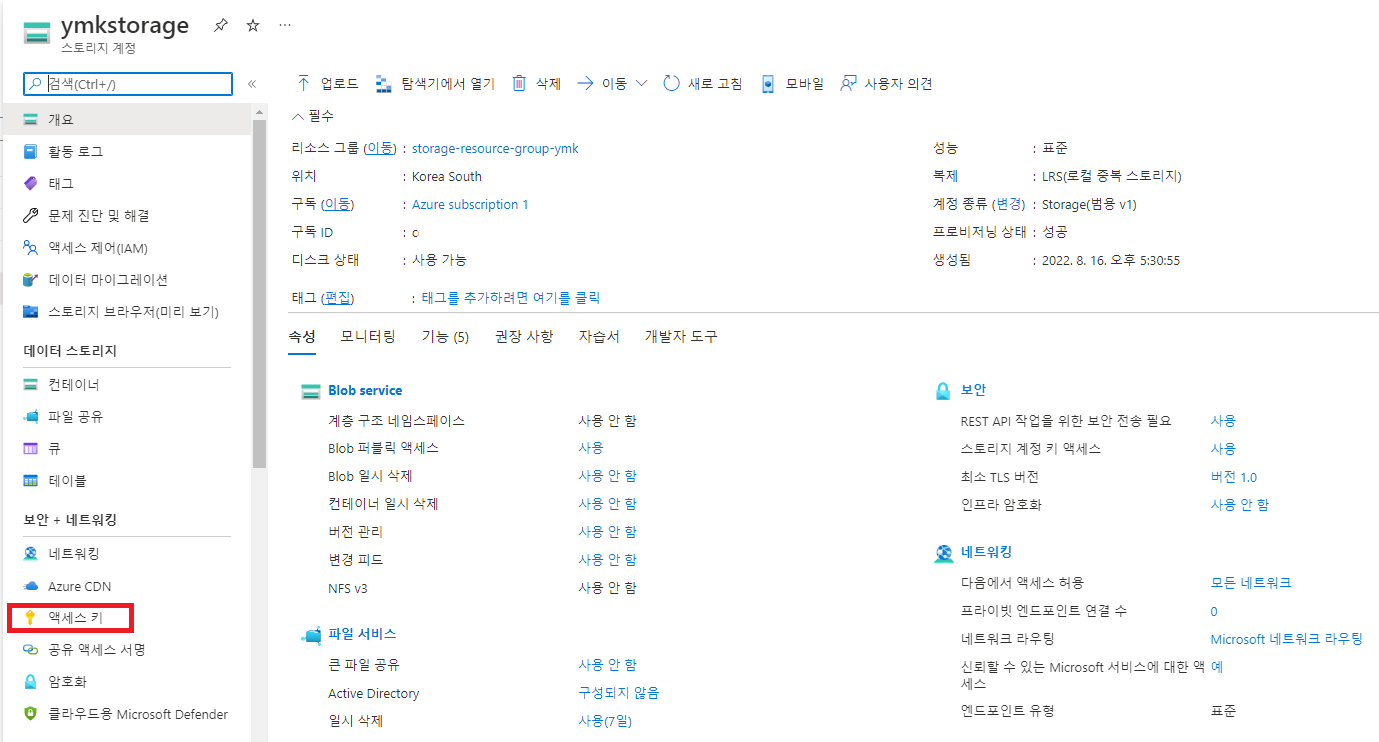 ymkstorage
스토리지 계정
검색(Ctrl+/)
개요
활동 로그
태그
문제 진단 및 해결
액세스 제어(IAM)
데이터 마이그레이션
스토리지 브라우저(미리 보기)
데이터 스토리지
컨테이너
파일 공유
큐
테이블
보안 + 네트워킹
네트워킹
Azure CDN
액세스 키
공유 액세스 서명
암호화
클라우드용 Microsoft Defender
업로드 탐색기에서 열기 삭제 이동 새로 고침 모바일 사용자 의견
필수
리소스 그룹 (이동) : storage-resource-group-ymk
위치 : Korea South
구독 (이동) : Azure subscription 1
구독 ID : c
디스크 상태 : 사용 가능
성능 : 표준
복제 : LRS(로컬 중복 스토리지)
계정 종류 (변경) : Storage(범용 v1)
프로비저닝 상태 : 성공
생성됨 : 2022. 8. 16. 오후 5:30:55
태그 (편집) : 태그를 추가하려면 여기를 클릭
속성 모니터링 기능 (5) 권장 사항 자습서 개발자 도구
Blob service
계층 구조 네임스페이스 사용 안 함
Blob 퍼블릭 액세스 사용
Blob 일시 삭제 사용 안 함
컨테이너 일시 삭제 사용 안 함
버전 관리 사용 안 함
변경 피드 사용 안 함
NFS v3 사용 안 함
파일 서비스
큰 파일 공유 사용 안 함
Active Directory 구성되지 않음
일시 삭제 사용(7일)
보안
REST API 작업을 위한 보안 전송 필요 사용
스토리지 계정 키 액세스 사용
최소 TLS 버전 버전 1.0
인프라 암호화 사용 안 함
네트워킹
다음에서 액세스 허용 모든 네트워크
프라이빗 엔드포인트 연결 수 0
네트워크 라우팅 Microsoft 네트워크 라우팅
신뢰할 수 있는 Microsoft 서비스에 대한 액 예
세스
엔드포인트 유형 표준